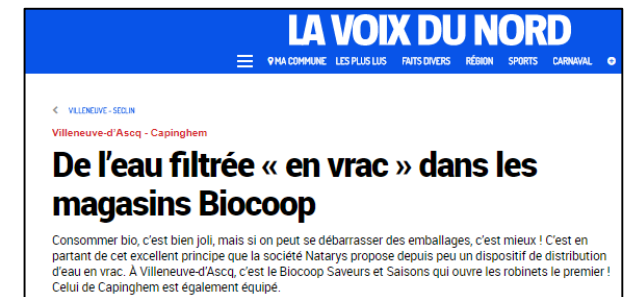 LA VOIX DU NORD
MA COMMUNE LES PLUS LUS FAITS DIVERS RÉGION SPORTS CARNAVAL
< VILLENEUVE - SECLIN
Villeneuve-d'Ascq - Capinghem
De l'eau filtrée « en vrac » dans les
magasins Biocoop
Consommer bio, c'est bien joli, mais si on peut se débarrasser des emballages, c'est mieux ! C'est en
partant de cet excellent principe que la société Natarys propose depuis peu un dispositif de distribution
d'eau en vrac. À Villeneuve-d'Ascq, c'est le Biocoop Saveurs et Saisons qui ouvre les robinets le premier !
Celui de Capinghem est également équipé.